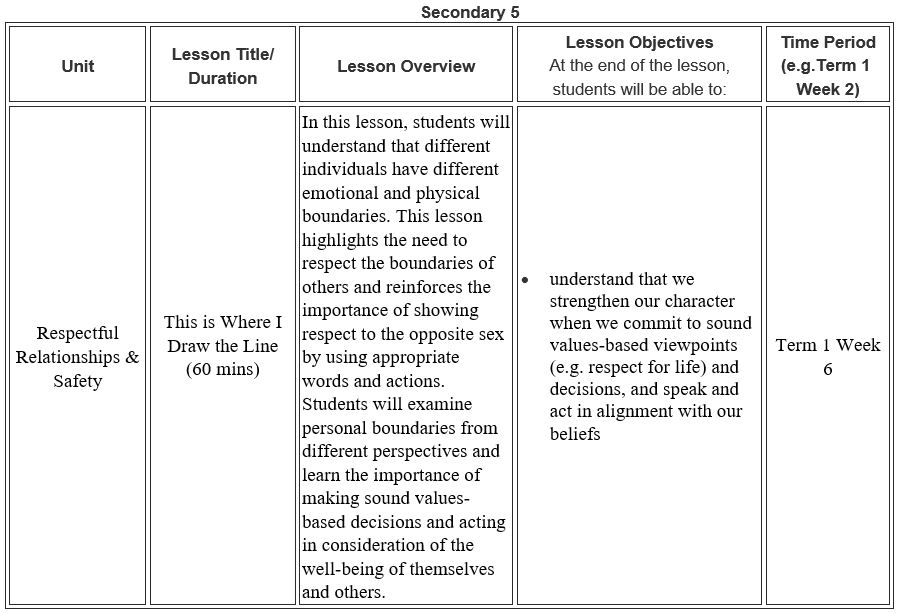 Secondary 5
Unit
Lesson Title/
Duration
Lesson Overview
Lesson Objectives
At the end of the lesson,
students will be able to:
Time Period
(e.g.Term 1
Week 2)
Respectful
Relationships &
Safety
This is Where I
Draw the Line
(60 mins)
In this lesson, students will
understand that different
individuals have different
emotional and physical
boundaries. This lesson
highlights the need to
respect the boundaries of
others and reinforces the
importance of showing
respect to the opposite sex
by using appropriate
words and actions.
Students will examine
personal boundaries from
different perspectives and
learn the importance of
making sound values-
based decisions and acting
in consideration of the
well-being of themselves
and others.
• understand that we
strengthen our character
when we commit to sound
values-based viewpoints
(e.g. respect for life) and
decisions, and speak and
act in alignment with our
beliefs
Term 1 Week
6